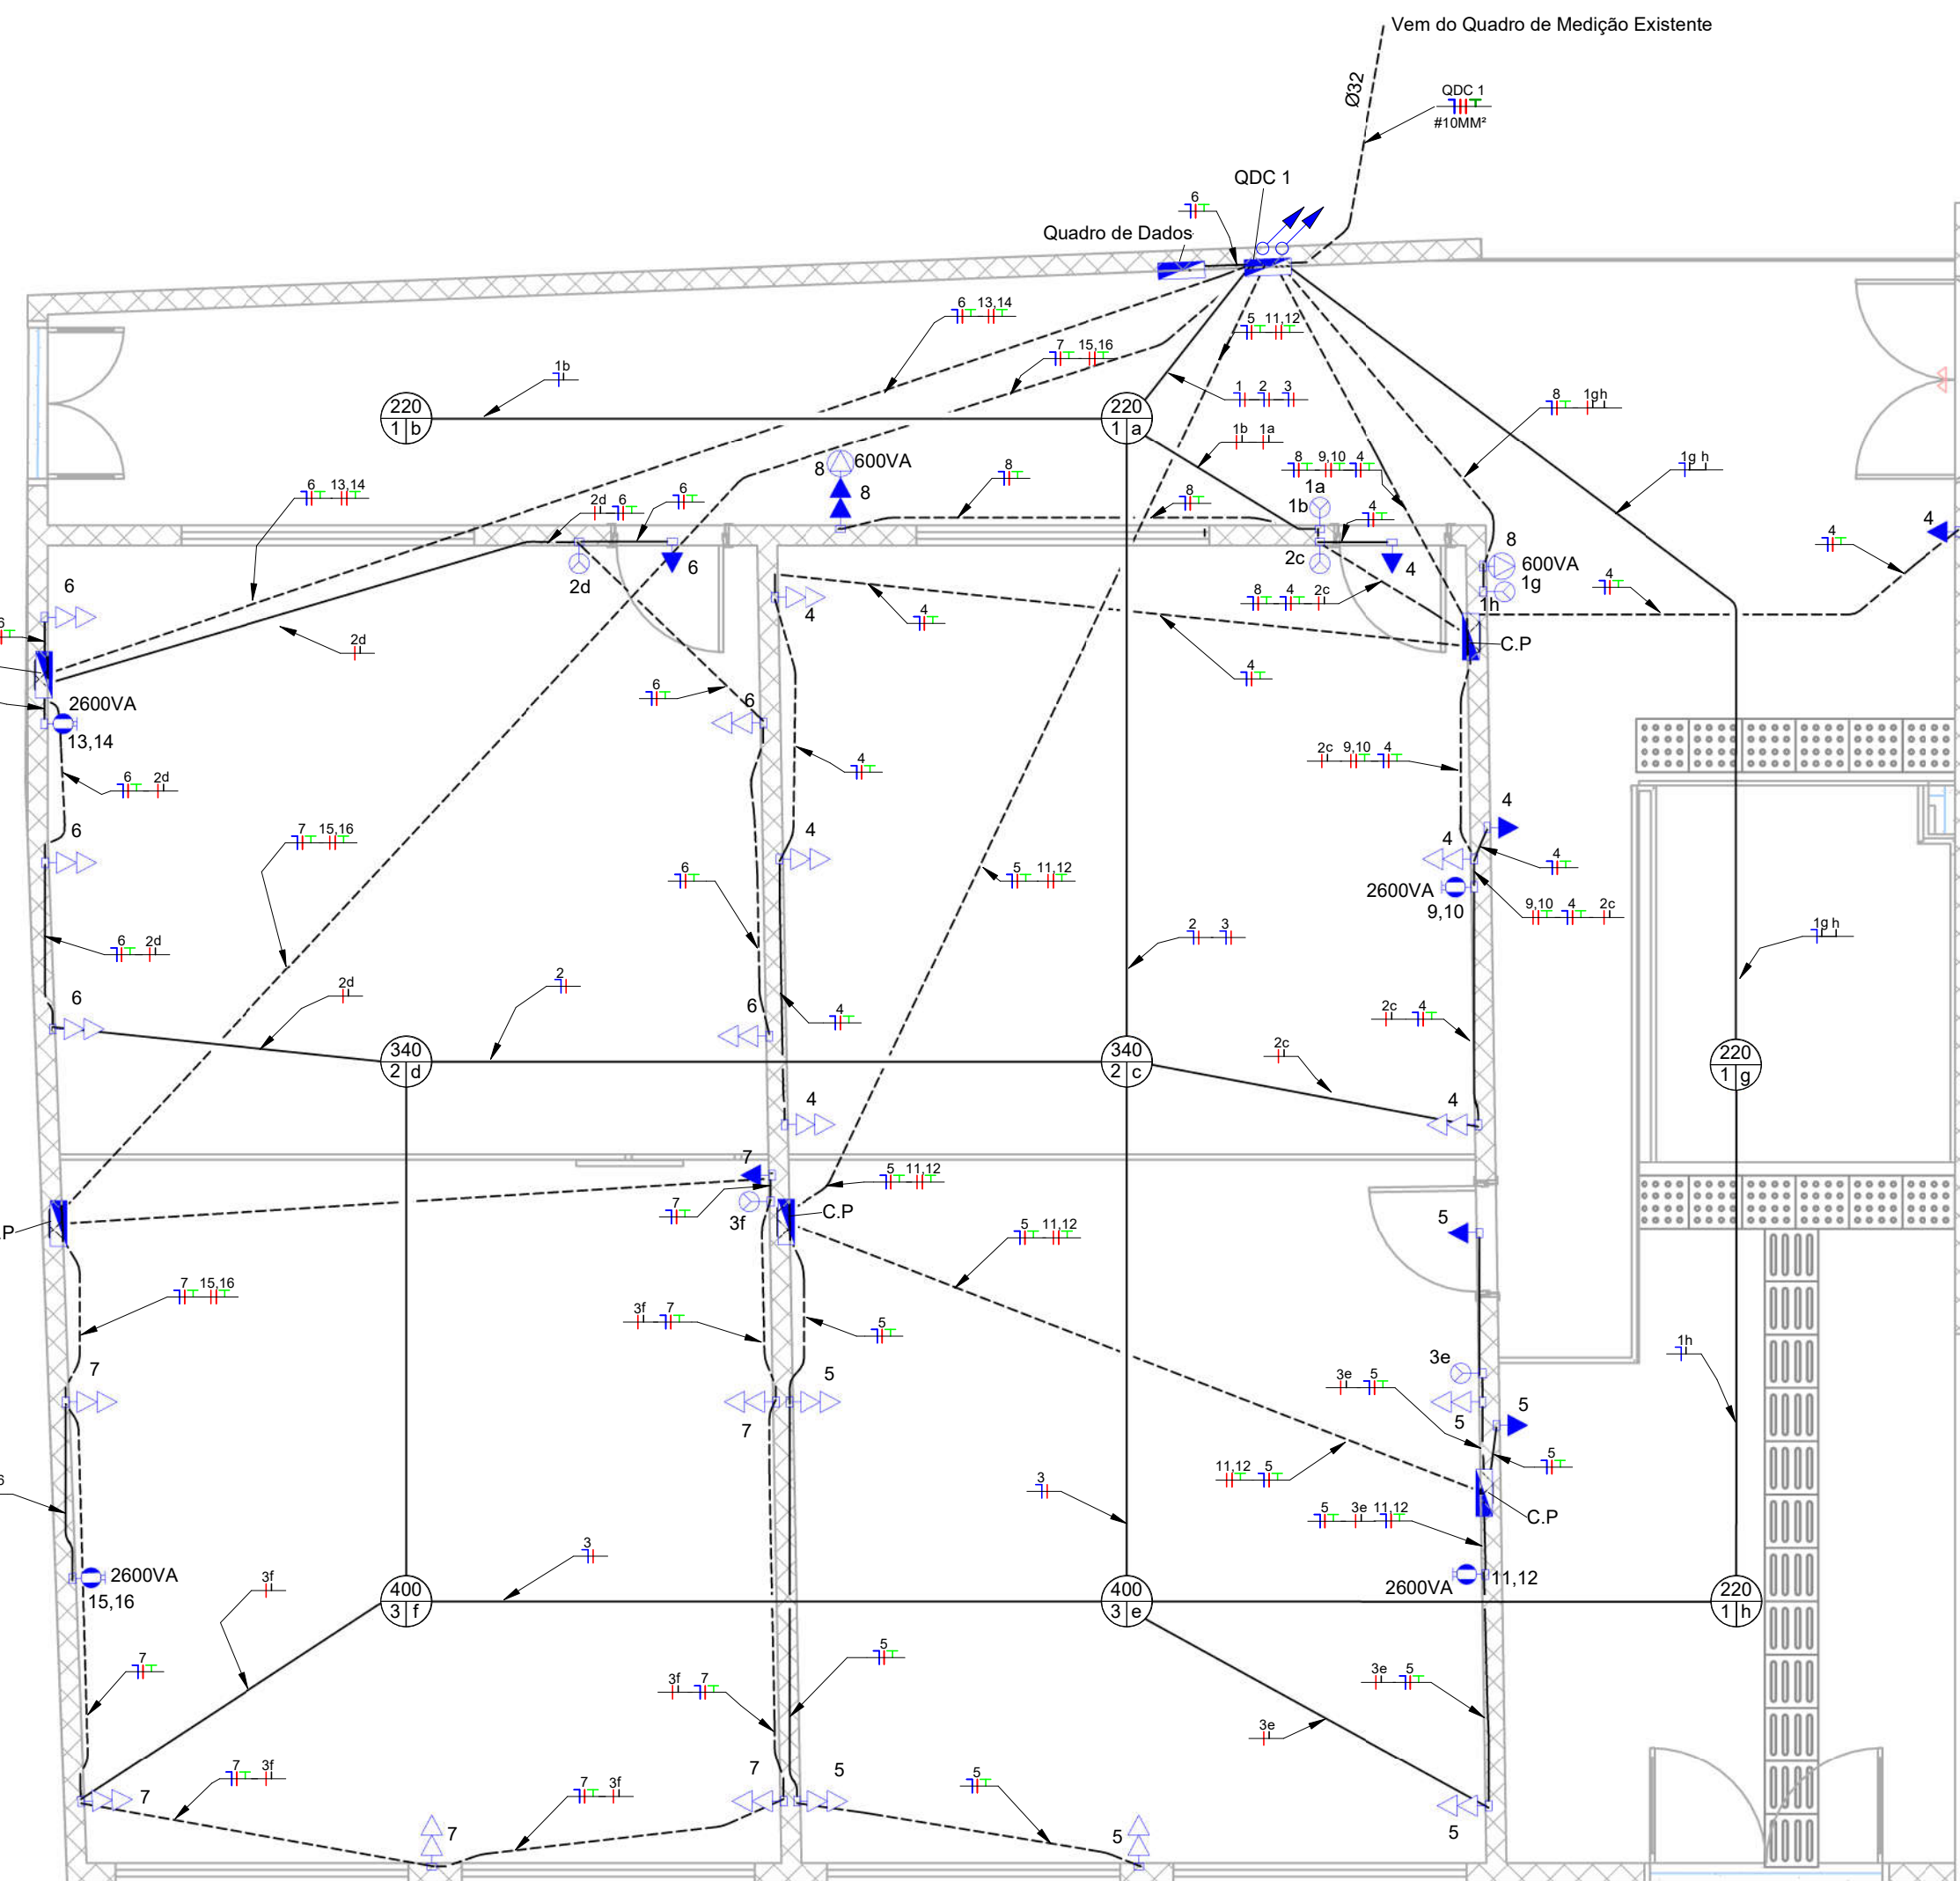 Vem do Quadro de Medição Existente
Ø32
QDC 1
#10MM²
QDC 1
6
Quadro de Dados
6 13,14
5 11,12
7 15,16
1b
1 2 3
8 1gh
220
1 b
220
1 a
1b 1a
8 600VA
8
8
8 9,10 4
1g h
6 13,14
2d 6
6
8
1a
1b
4
4
4
8
600VA
1g
1h
6
2d
6
2c
4
4
8 4 2c
4
4
6
2d
4
C.P
6
6
2600VA
13,14
4
2c 9,10 4
6 2d
4
4
6
7 15,16
4
4
4
6
5 11,12
2600VA
9,10
9,10 4 2c
2 3
1g h
6 2d
2
2d
6
6
4
2c 4
2c
340
2 d
340
2 c
220
1 g
4
4
7
5 11,12
7
3f
C.P
5 11,12
5
P
7 15,16
3f 7
5
1h
3e
7
5
3e 5
5
7
5
11,12 5
5
6
3
5 3e 11,12
C.P
2600VA
15,16
3
3f
2600VA
11,12
400
3 f
400
3 e
220
1 h
7
5
3f 7
3e 5
3e
7 3f
7
7 3f
7
5
5
7
5
5